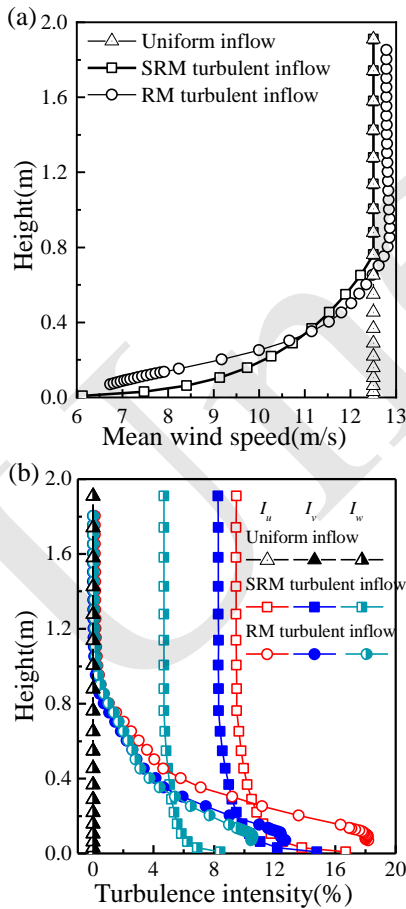 (a)
Uniform inflow
SRM turbulent inflow
RM turbulent inflow
2.0
1.6
1.2
0.8
0.4
0.0
Height(m)
6 7 8 9 10 11 12 13
Mean wind speed(m/s)
(b)
I_u I_v I_w
Uniform inflow
SRM turbulent inflow
RM turbulent inflow
2.0
1.6
1.2
0.8
0.4
0.0
Height(m)
0 4 8 12 16 20
Turbulence intensity(%)